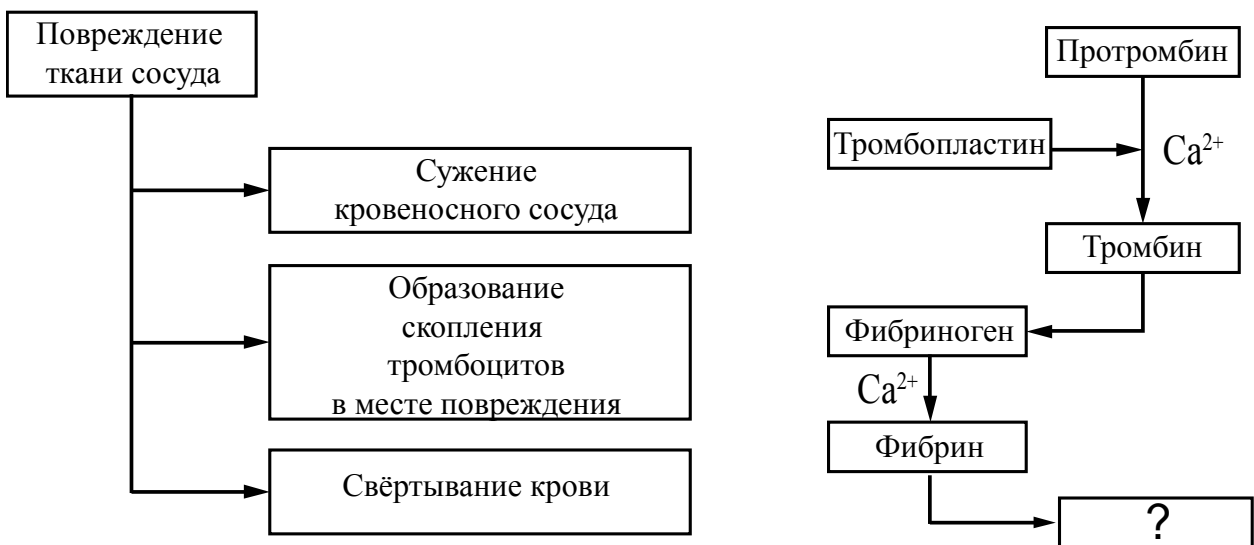 Повреждение
ткани сосуда
Сужение
кровеносного сосуда
Образование
скопления
тромбоцитов
в месте повреждения
Свёртывание крови
Протромбин
Тромбопластин
Ca²⁺
Тромбин
Фибриноген
Ca²⁺
Фибрин
?